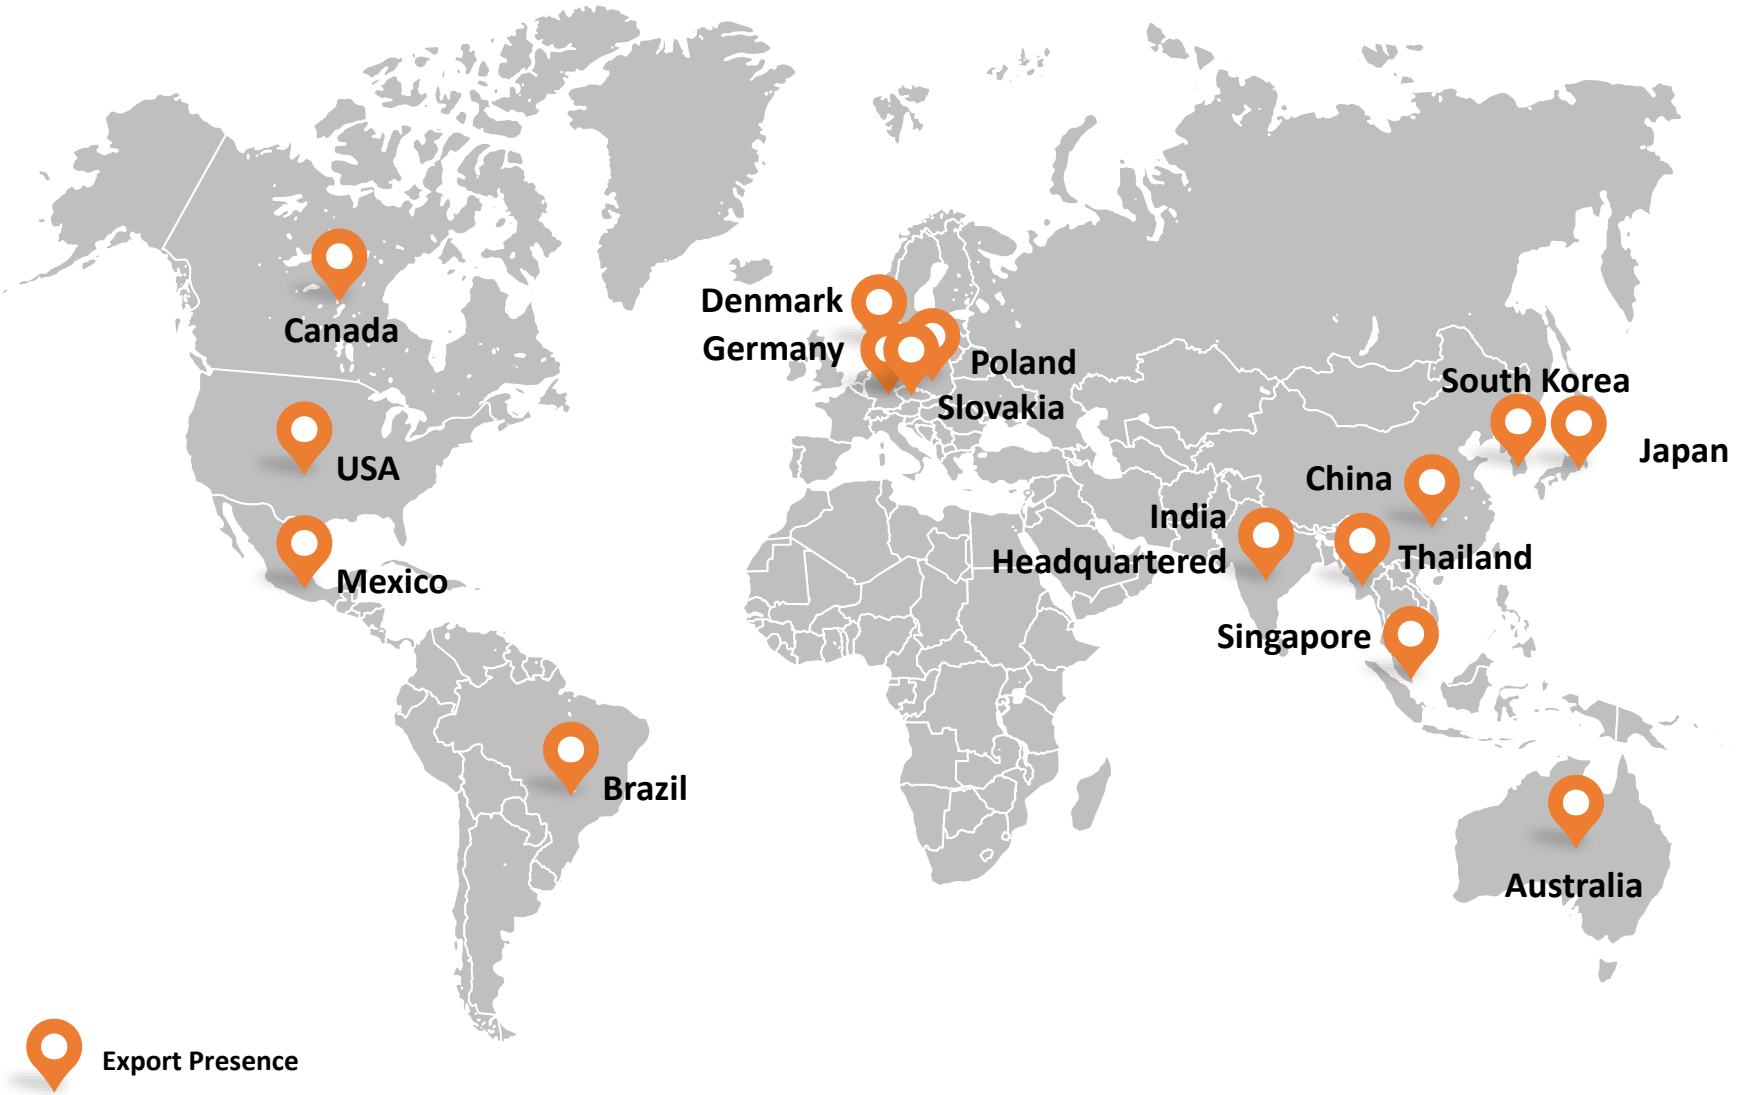 Denmark
Canada
Germany
Poland
South Korea
Slovakia
Japan
USA
China
India
Headquartered
Thailand
Mexico
Singapore
Brazil
Australia
Export Presence